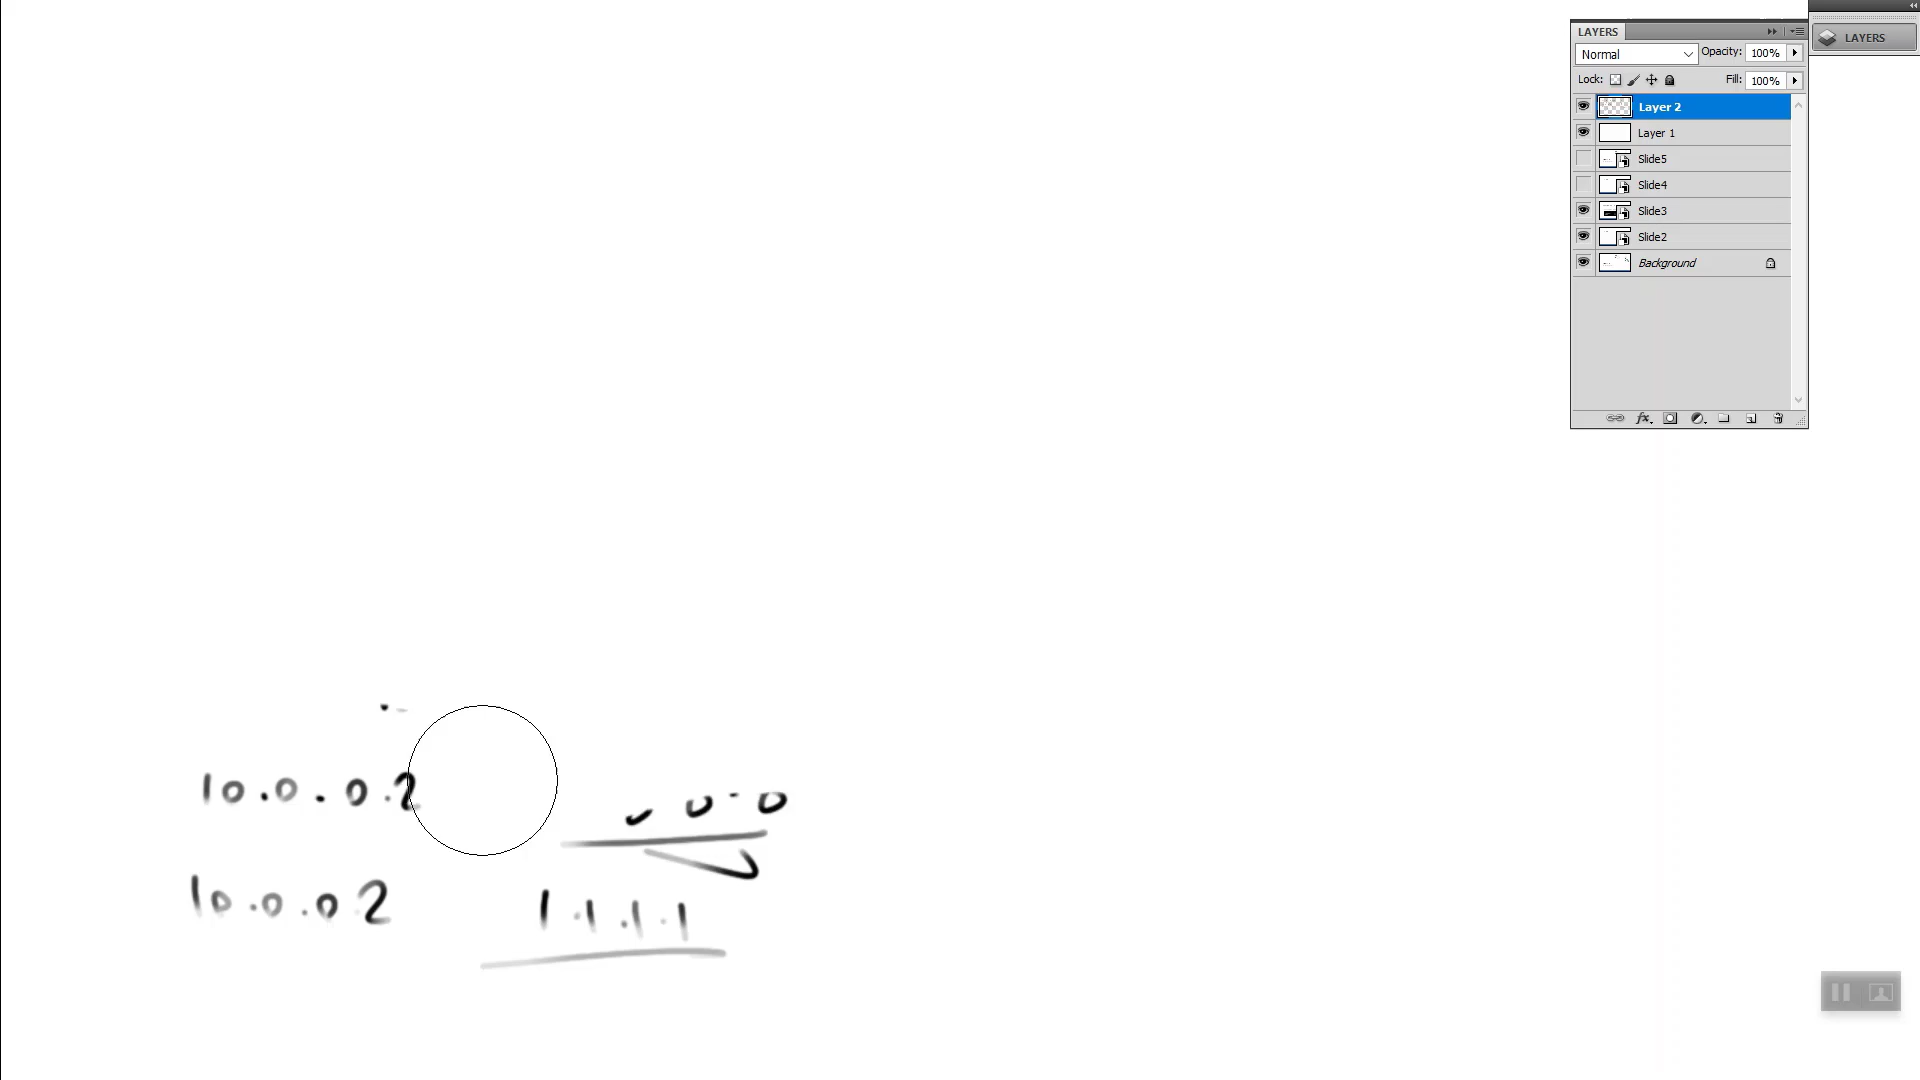 LAYERS
LAYERS
Normal Opacity: 100%
Lock: Fill: 100%
Layer 2
Layer 1
Slide5
Slide4
Slide3
Slide2
Background
fx
10.0.0.2
10.0.0 2
1.1.1.1